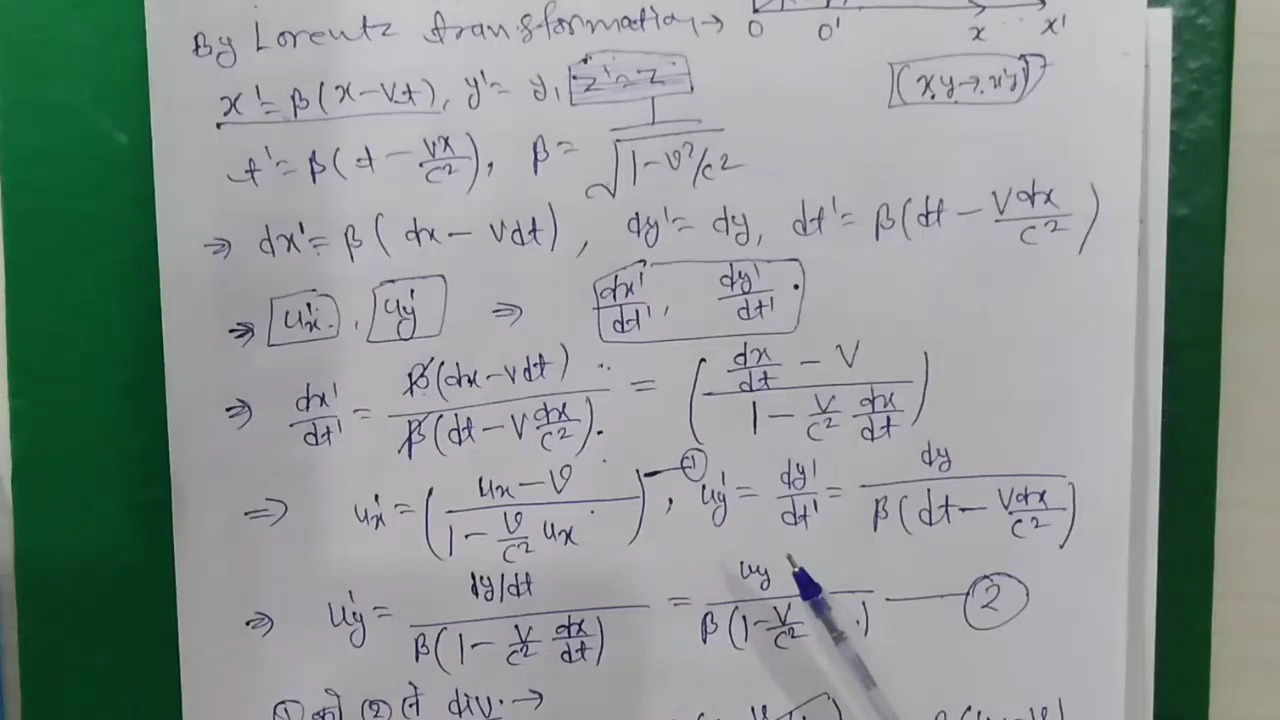 By Lorentz transformation → O O' x x'
x' = β(x − vt), y' = y, z' = z [(x,y → x'y')]
t' = β(t − vx/c²), β = 1/√(1 − v²/c²)
⇒ dx' = β(dx − vdt), dy' = dy, dt' = β(dt − vdx/c²)
⇒ u'x, u'y ⇒ dx'/dt', dy'/dt'.
⇒ dx'/dt' = β(dx − vdt)/β(dt − v dx/c²). = ((dx/dt − v)/(1 − v/c² dx/dt))
⇒ u'x = ((ux − v)/(1 − v/c² ux)) — ①, u'y = dy'/dt' = dy/β(dt − vdx/c²)
⇒ u'y = (dy/dt)/β(1 − v/c² dx/dt) = uy/β(1 − v/c² .) — ②
① को ② से div. →